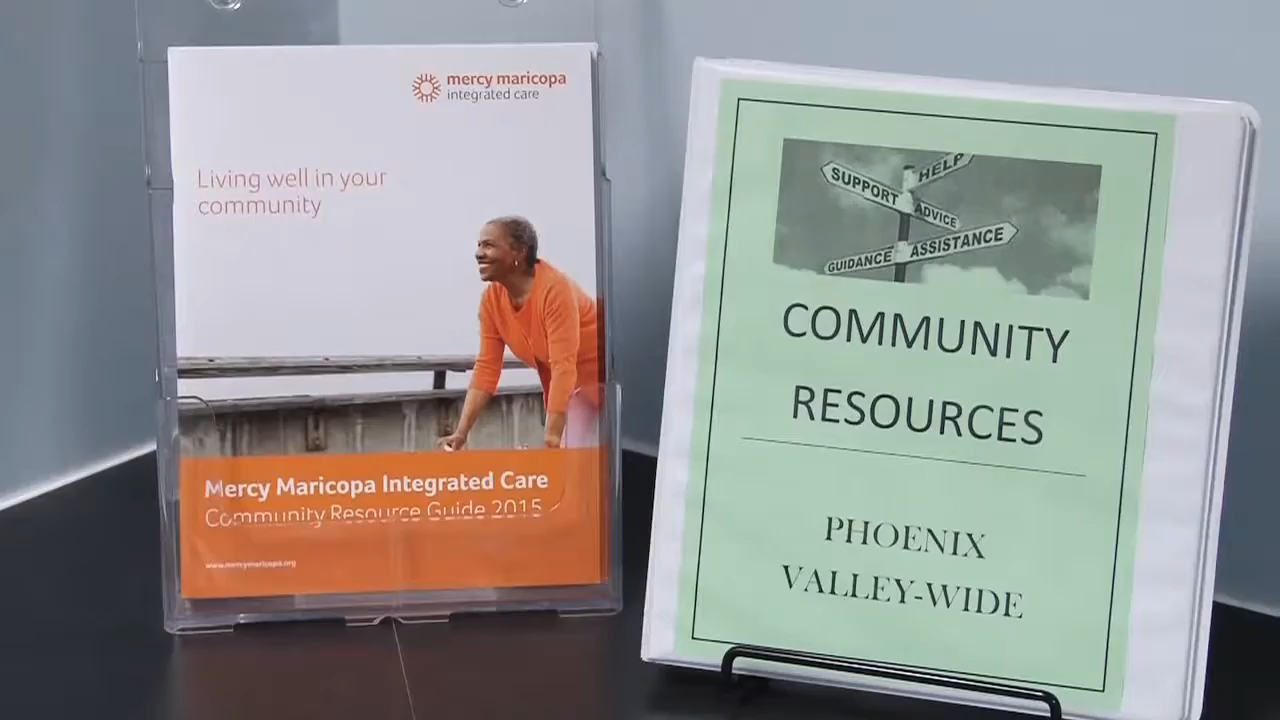 mercy maricopa
integrated care
Living well in your
community
Mercy Maricopa Integrated Care
Community Resource Guide 2015
www.mercymaricopa.org
HELP
SUPPORT
ADVICE
GUIDANCE ASSISTANCE
COMMUNITY
RESOURCES
PHOENIX
VALLEY-WIDE